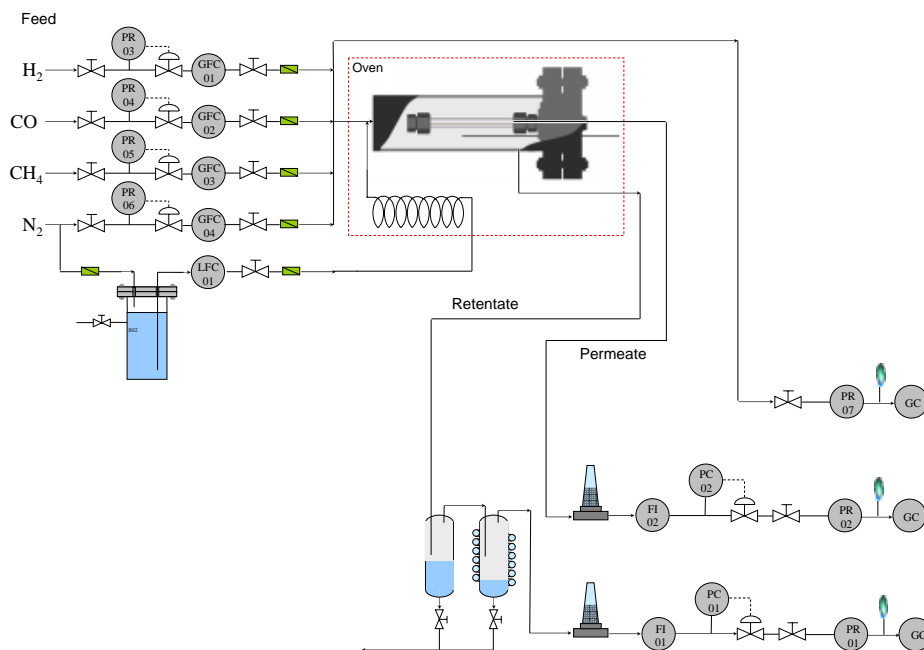 Feed
H2
PR
03
GFC
01
Oven
CO
PR
04
GFC
02
CH4
PR
05
GFC
03
N2
PR
06
GFC
04
LFC
01
S02
Retentate
Permeate
PR
07
GC
PC
02
FI
02
PR
02
GC
PC
01
FI
01
PR
01
GC